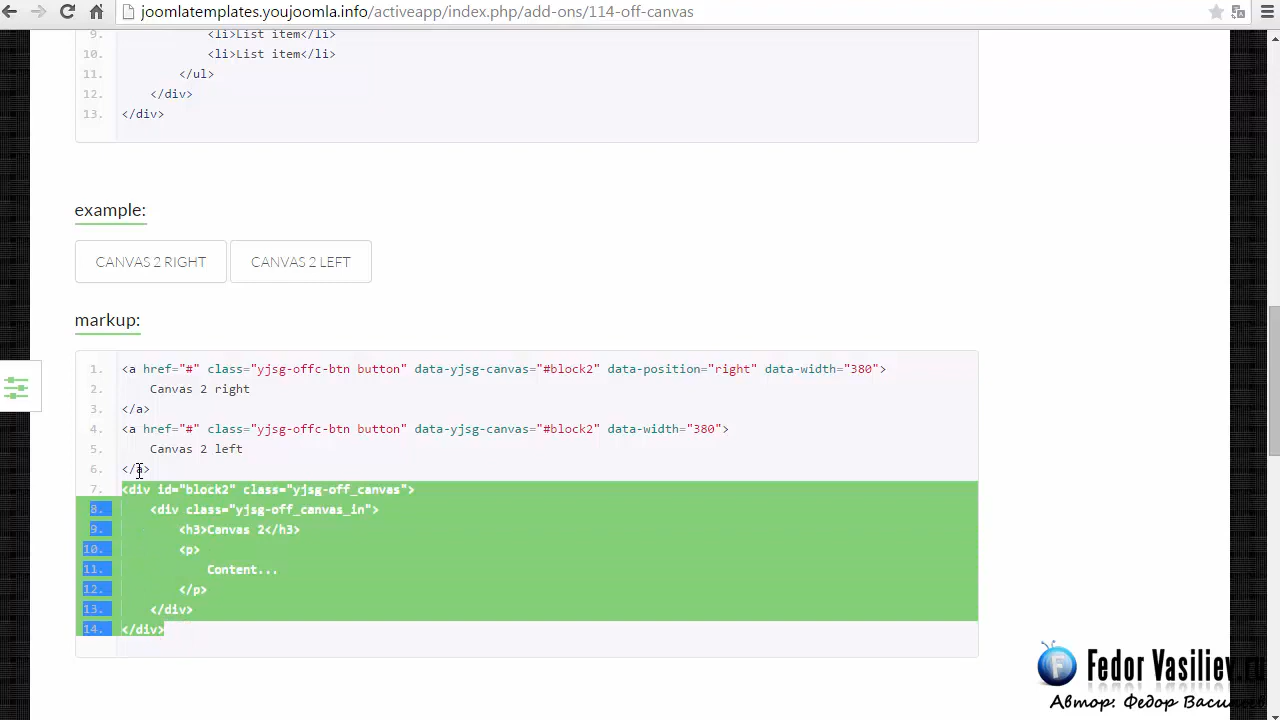 joomlatemplates.youjoomla.info/activeapp/index.php/add-ons/114-off-canvas
9. <li>List item</li>
10. <li>List item</li>
11. </ul>
12. </div>
13. </div>
example:
CANVAS 2 RIGHT CANVAS 2 LEFT
markup:
1. <a href="#" class="yjsg-offc-btn button" data-yjsg-canvas="#block2" data-position="right" data-width="380">
2. Canvas 2 right
3. </a>
4. <a href="#" class="yjsg-offc-btn button" data-yjsg-canvas="#block2" data-width="380">
5. Canvas 2 left
6. </a>
7. <div id="block2" class="yjsg-off_canvas">
8. <div class="yjsg-off_canvas_in">
9. <h3>Canvas 2</h3>
10. <p>
11. Content...
12. </p>
13. </div>
14. </div>
F Fedor Vasiliev
Автор: Федор